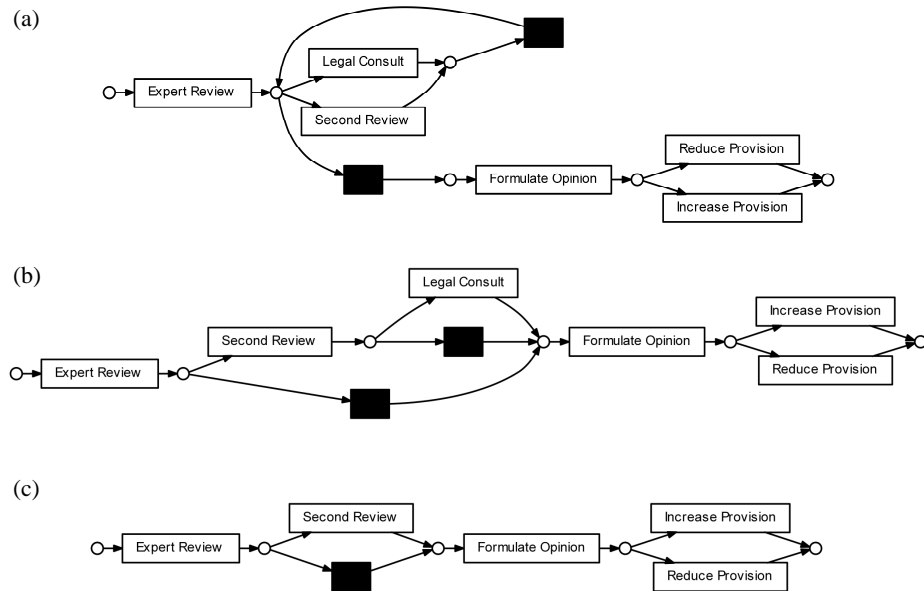 (a)
Legal Consult
Expert Review
Second Review
Reduce Provision
Formulate Opinion
Increase Provision
(b)
Legal Consult
Increase Provision
Second Review
Formulate Opinion
Expert Review
Reduce Provision
(c)
Second Review
Increase Provision
Expert Review
Formulate Opinion
Reduce Provision